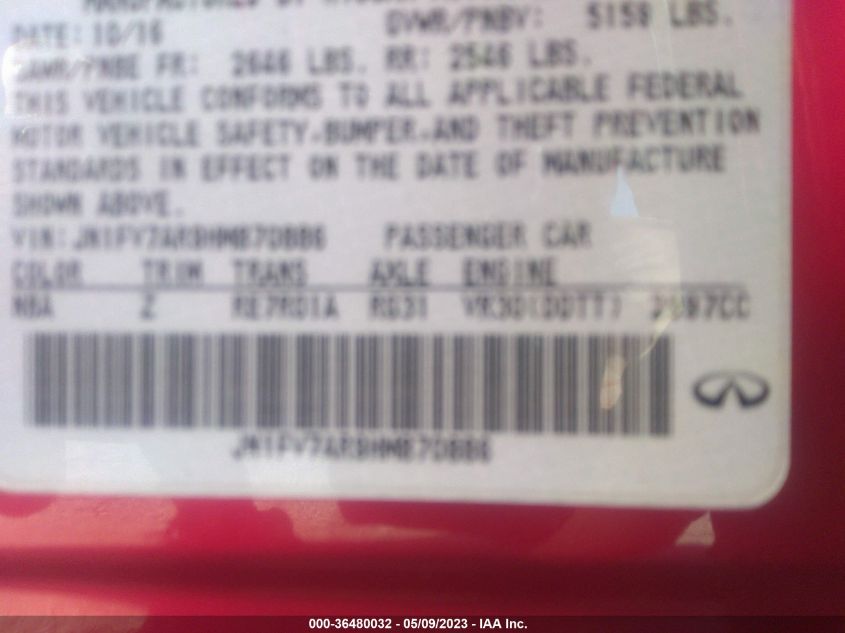 MANUFACTURED BY
DATE: 10/16 GVWR/PNBV: 5159 LBS.
GAWR/PNBE FR: 2646 LBS. RR: 2546 LBS.
THIS VEHICLE CONFORMS TO ALL APPLICABLE FEDERAL
MOTOR VEHICLE SAFETY,BUMPER,AND THEFT PREVENTION
STANDARDS IN EFFECT ON THE DATE OF MANUFACTURE
SHOWN ABOVE.
VIN: PASSENGER CAR
COLOR TRIM TRANS AXLE ENGINE
NBA Z RE7R01A RG31 VR30(DDTT) 2997CC
000-36480032 - 05/09/2023 - IAA Inc.